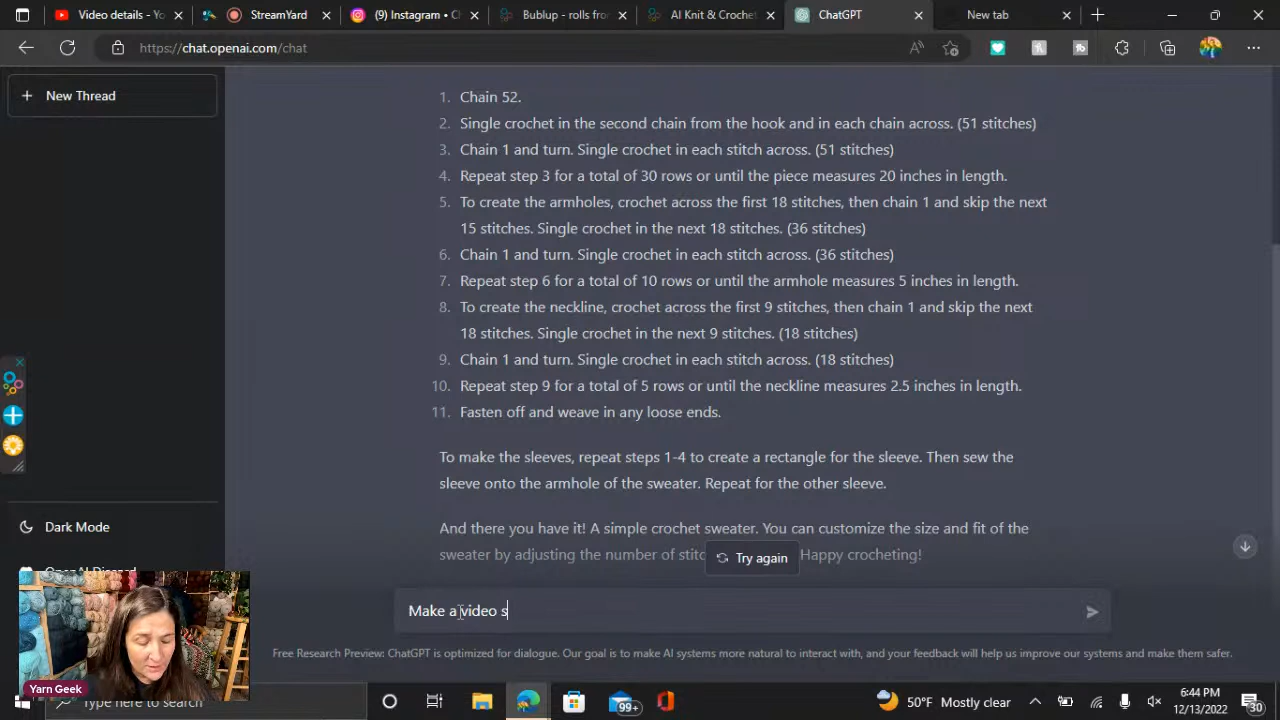 Video details - Yo
StreamYard
(9) Instagram • C
Bublup - rolls fro
AI Knit & Croche
ChatGPT
New tab
https://chat.openai.com/chat
New Thread
1. Chain 52.
2. Single crochet in the second chain from the hook and in each chain across. (51 stitches)
3. Chain 1 and turn. Single crochet in each stitch across. (51 stitches)
4. Repeat step 3 for a total of 30 rows or until the piece measures 20 inches in length.
5. To create the armholes, crochet across the first 18 stitches, then chain 1 and skip the next
15 stitches. Single crochet in the next 18 stitches. (36 stitches)
6. Chain 1 and turn. Single crochet in each stitch across. (36 stitches)
7. Repeat step 6 for a total of 10 rows or until the armhole measures 5 inches in length.
8. To create the neckline, crochet across the first 9 stitches, then chain 1 and skip the next
18 stitches. Single crochet in the next 9 stitches. (18 stitches)
9. Chain 1 and turn. Single crochet in each stitch across. (18 stitches)
10. Repeat step 9 for a total of 5 rows or until the neckline measures 2.5 inches in length.
11. Fasten off and weave in any loose ends.
To make the sleeves, repeat steps 1-4 to create a rectangle for the sleeve. Then sew the
sleeve onto the armhole of the sweater. Repeat for the other sleeve.
And there you have it! A simple crochet sweater. You can customize the size and fit of the
sweater by adjusting the number of stitc
Happy crocheting!
Try again
Dark Mode
OpenAI Discord
Make a video s
Free Research Preview: ChatGPT is optimized for dialogue. Our goal is to make AI systems more natural to interact with, and your feedback will help us improve our systems and make them safer.
Yarn Geek
Type here to search
99+
50°F Mostly clear
6:44 PM
12/13/2022
30